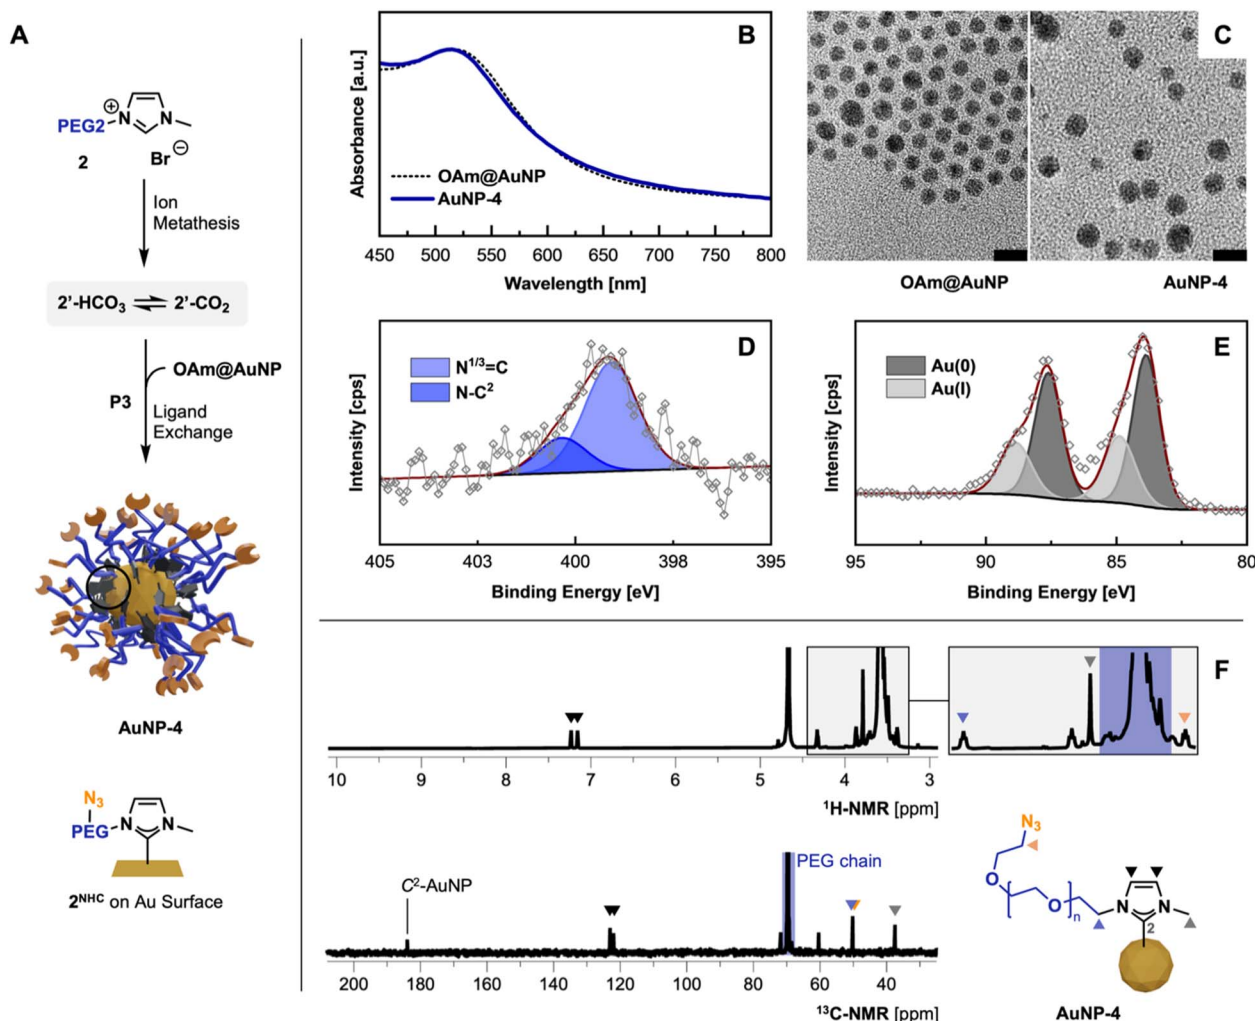 A
PEG2
N
⊕
N
2
Br⊖
Ion
Metathesis
2’-HCO3 ⇌ 2’-CO2
OAm@AuNP
P3
Ligand
Exchange
AuNP-4
N3
PEG
N
N
2NHC on Au Surface
B
Absorbance [a.u.]
OAm@AuNP
AuNP-4
450 500 550 600 650 700 750 800
Wavelength [nm]
C
OAm@AuNP
AuNP-4
D
Intensity [cps]
N1/3=C
N-C2
405 403 400 398 395
Binding Energy [eV]
E
Intensity [cps]
Au(0)
Au(I)
95 90 85 80
Binding Energy [eV]
F
10 9 8 7 6 5 4 3
1H-NMR [ppm]
C2-AuNP
PEG chain
200 180 160 140 120 100 80 60 40
13C-NMR [ppm]
N3
O
O
n
N
N
2
AuNP-4